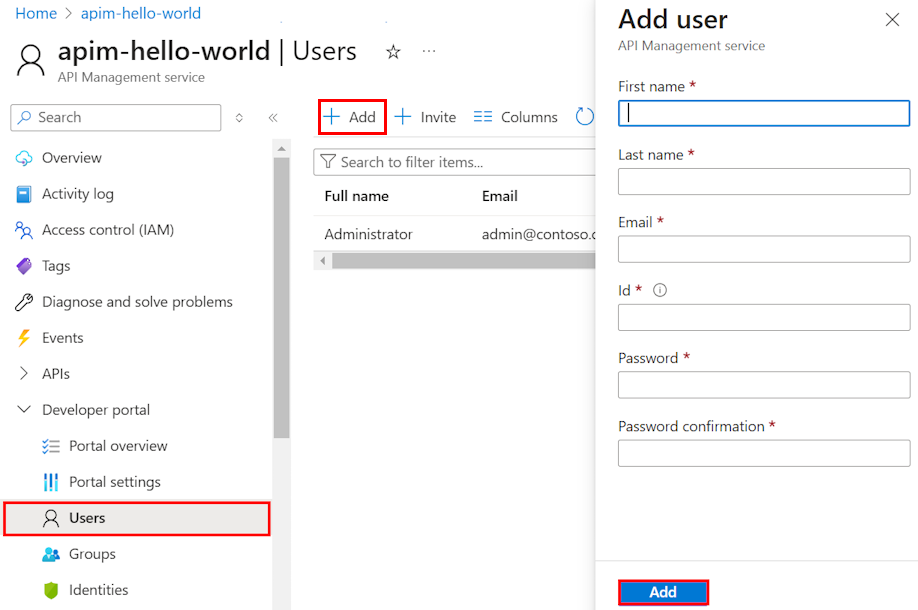 Home > apim-hello-world
apim-hello-world | Users
API Management service
Search
Overview
Activity log
Access control (IAM)
Tags
Diagnose and solve problems
Events
APIs
Developer portal
Portal overview
Portal settings
Users
Groups
Identities
+ Add + Invite Columns
Search to filter items...
Full name Email
Administrator admin@contoso.c
Add user
API Management service
First name *
Last name *
Email *
Id *
Password *
Password confirmation *
Add